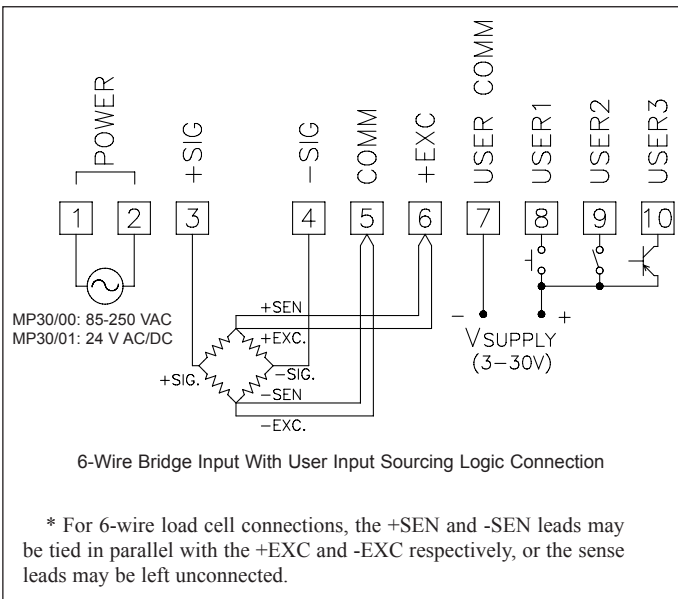 POWER
+SIG
−SIG
COMM
+EXC
USER COMM
USER1
USER2
USER3
1 2 3 4 5 6 7 8 9 10
MP30/00: 85-250 VAC
MP30/01: 24 V AC/DC
+SEN
+EXC.
+SIG.
−SIG.
−SEN
−EXC.
- +
VSUPPLY
(3−30V)
6-Wire Bridge Input With User Input Sourcing Logic Connection
* For 6-wire load cell connections, the +SEN and -SEN leads may
be tied in parallel with the +EXC and -EXC respectively, or the sense
leads may be left unconnected.